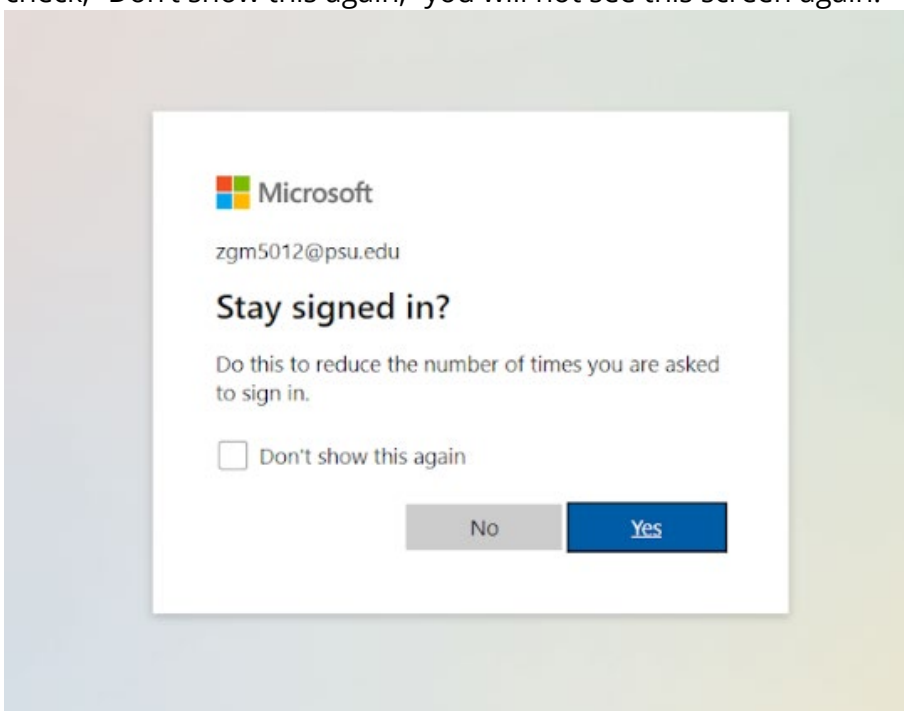 check, "Don't show this again," you will not see this screen again.
Microsoft
zgm5012@psu.edu
Stay signed in?
Do this to reduce the number of times you are asked
to sign in.
Don't show this again
No
Yes